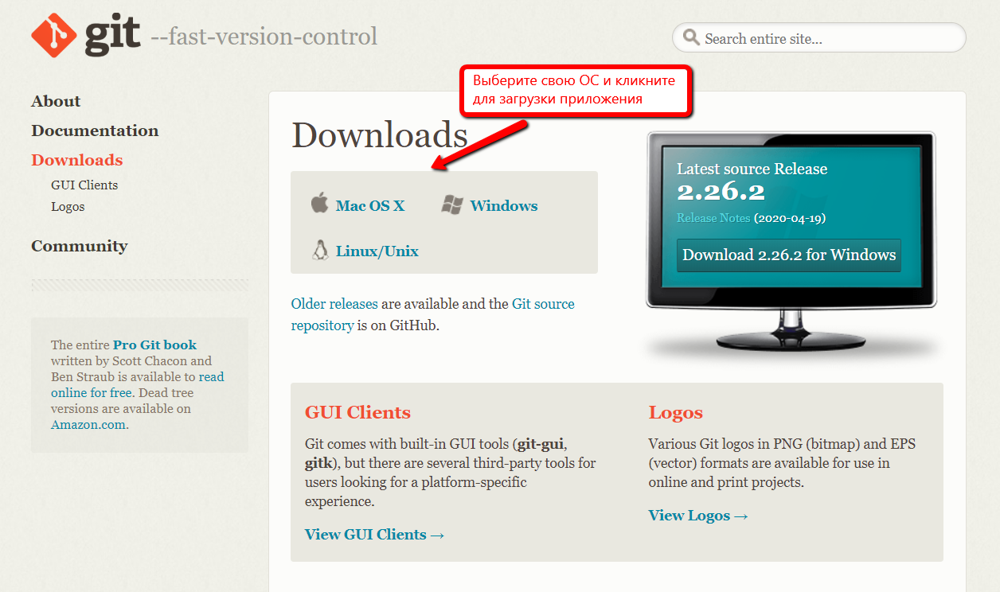 git --fast-version-control
Search entire site...
Выберите свою ОС и кликните
для загрузки приложения
About
Documentation
Downloads
GUI Clients
Logos
Community
The entire Pro Git book
written by Scott Chacon and
Ben Straub is available to read
online for free. Dead tree
versions are available on
Amazon.com.
Downloads
Mac OS X
Windows
Linux/Unix
Older releases are available and the Git source
repository is on GitHub.
Latest source Release
2.26.2
Release Notes (2020-04-19)
Download 2.26.2 for Windows
GUI Clients
Git comes with built-in GUI tools (git-gui,
gitk), but there are several third-party tools for
users looking for a platform-specific
experience.
View GUI Clients →
Logos
Various Git logos in PNG (bitmap) and EPS
(vector) formats are available for use in
online and print projects.
View Logos →